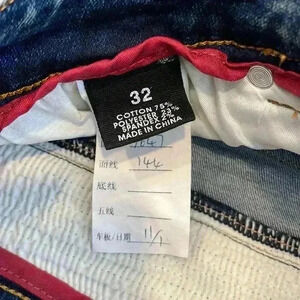 32
COTTON 75%
POLYESTER 23%
SPANDEX 2%
MADE IN CHINA
面线 144
底线
五线
车板/日期 11/1